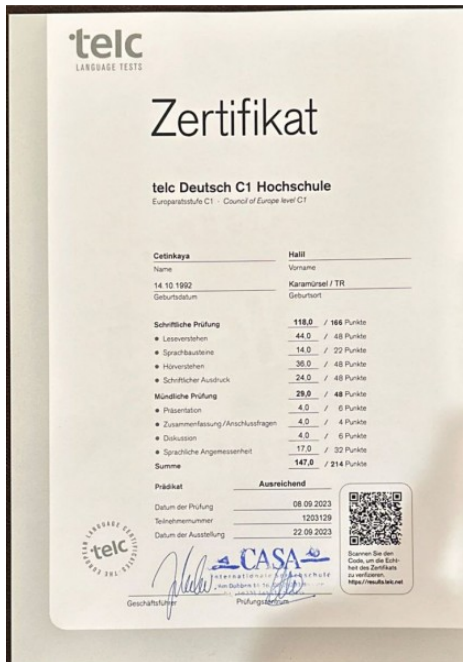 telc
LANGUAGE TESTS
Zertifikat
telc Deutsch C1 Hochschule
Europaratsstufe C1 · Council of Europe level C1
Cetinkaya Halil
Name Vorname
14.10.1992 Karamürsel / TR
Geburtsdatum Geburtsort
Schriftliche Prüfung 118,0 / 166 Punkte
• Leseverstehen 44,0 / 48 Punkte
• Sprachbausteine 14,0 / 22 Punkte
• Hörverstehen 36,0 / 48 Punkte
• Schriftlicher Ausdruck 24,0 / 48 Punkte
Mündliche Prüfung 29,0 / 48 Punkte
• Präsentation 4,0 / 6 Punkte
• Zusammenfassung/Anschlussfragen 4,0 / 4 Punkte
• Diskussion 4,0 / 6 Punkte
• Sprachliche Angemessenheit 17,0 / 32 Punkte
Summe 147,0 / 214 Punkte
Prädikat Ausreichend
Datum der Prüfung 08.09.2023
Teilnehmernummer 1203129
Datum der Ausstellung 22.09.2023
THE EUROPEAN LANGUAGE CERTIFICATES
telc
CASA
Internationale Sprachschule
Geschäftsführer Prüfungszentrum
Scannen Sie den
Code, um die Echt-
heit des Zertifikats
zu verifizieren.
https://results.telc.net